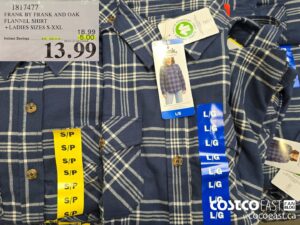 1817477
FRANK BY FRANK AND OAK
FLANNEL SHIRT
+LADIES SIZES S-XXL
18.99
5.00
13.99
L/G
S/P
S/P
S/P
S/P
S/P
S/P
S/P
L/G
L/G
L/G
L/G
L/G
L/G
L/G
L/G
COSTCO EAST
cocoeast.ca